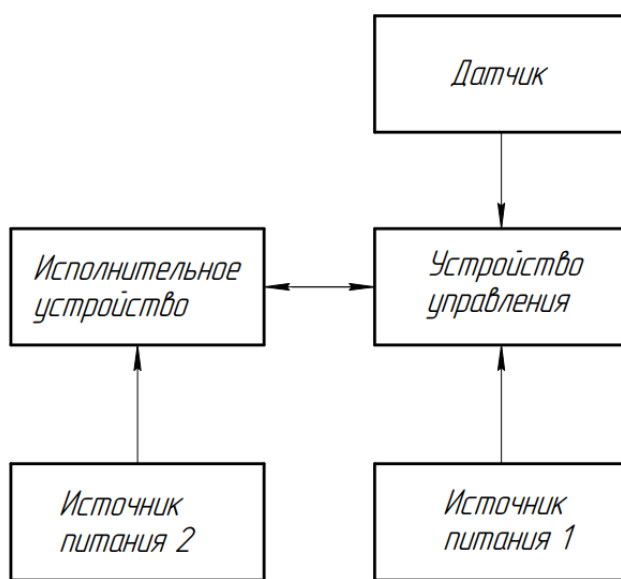 Датчик
Исполнительное
устройство
Устройство
управления
Источник
питания 2
Источник
питания 1